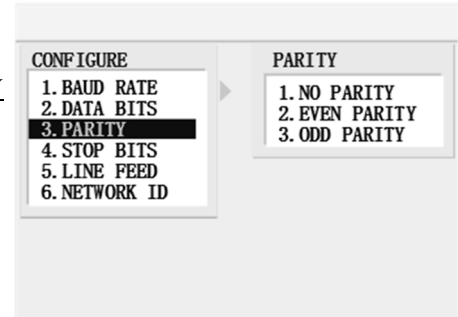 CONFIGURE
1. BAUD RATE
2. DATA BITS
3. PARITY
4. STOP BITS
5. LINE FEED
6. NETWORK ID
PARITY
1. NO PARITY
2. EVEN PARITY
3. ODD PARITY